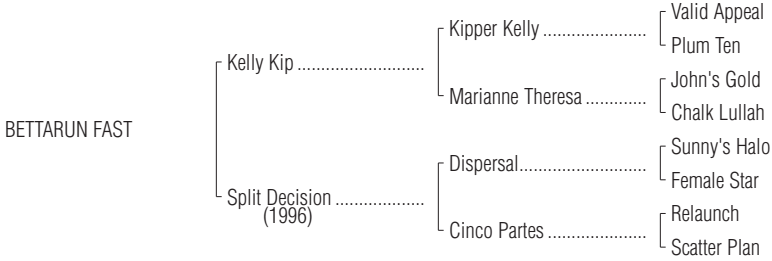 Valid Appeal
Kipper Kelly ......................
Plum Ten
Kelly Kip ...........................
John's Gold
Marianne Theresa .............
Chalk Lullah
BETTARUN FAST
Sunny's Halo
Dispersal...........................
Female Star
Split Decision ...................
(1996)
Relaunch
Cinco Partes .....................
Scatter Plan